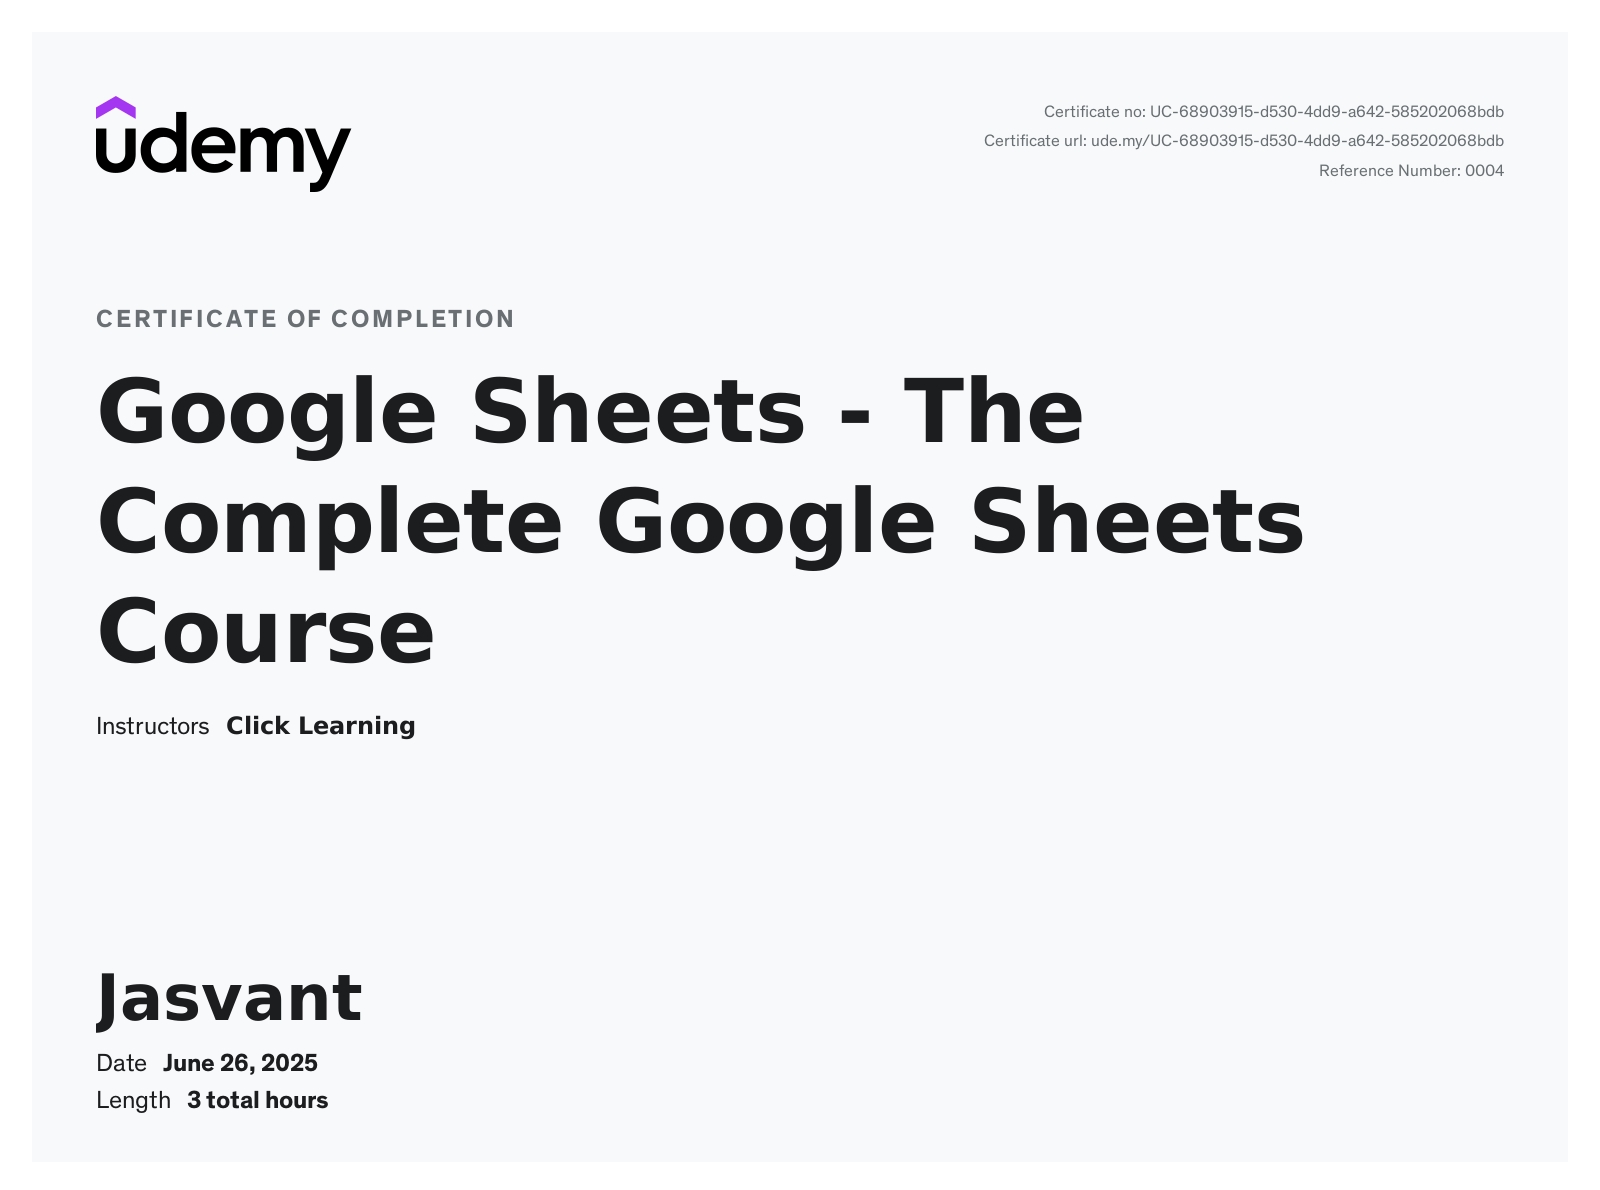 udemy
Certificate no: UC-68903915-d530-4dd9-a642-585202068bdb
Certificate url: ude.my/UC-68903915-d530-4dd9-a642-585202068bdb
Reference Number: 0004
CERTIFICATE OF COMPLETION
Google Sheets - The
Complete Google Sheets
Course
Instructors Click Learning
Jasvant
Date June 26, 2025
Length 3 total hours